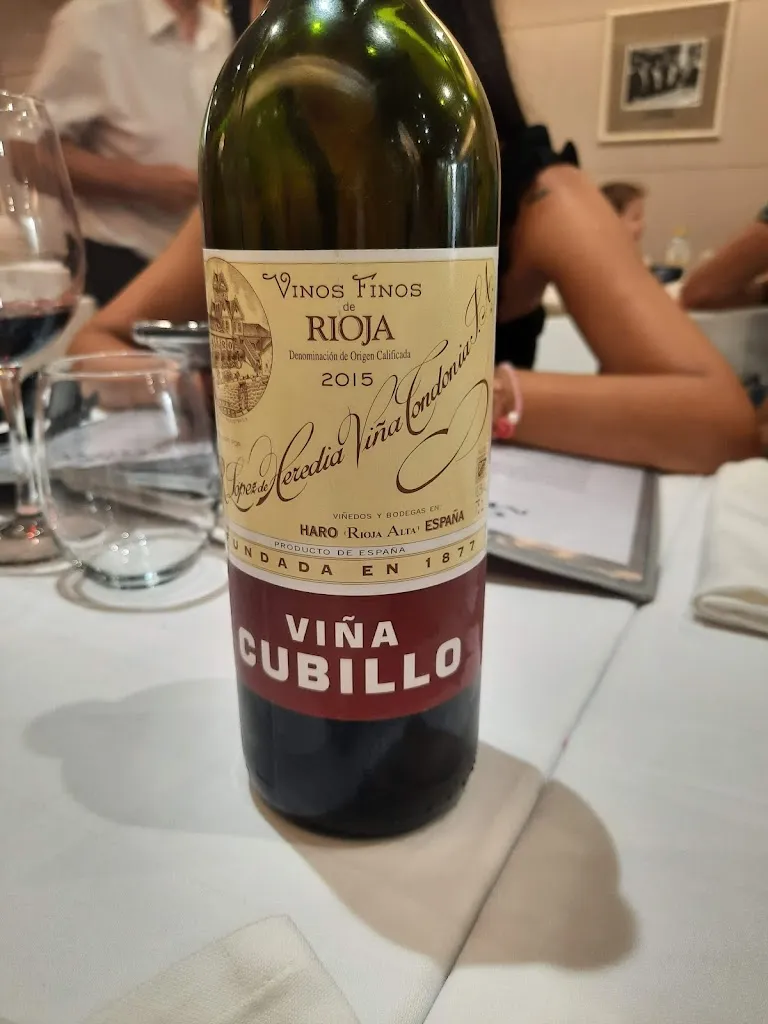 VINOS FINOS
de
RIOJA
Denominación de Origen Calificada
2015
López de Heredia Viña Tondonia, S.A.
VIÑEDOS Y BODEGAS EN:
HARO (RIOJA ALTA) ESPAÑA
PRODUCTO DE ESPAÑA
FUNDADA EN 1877
VIÑA
CUBILLO